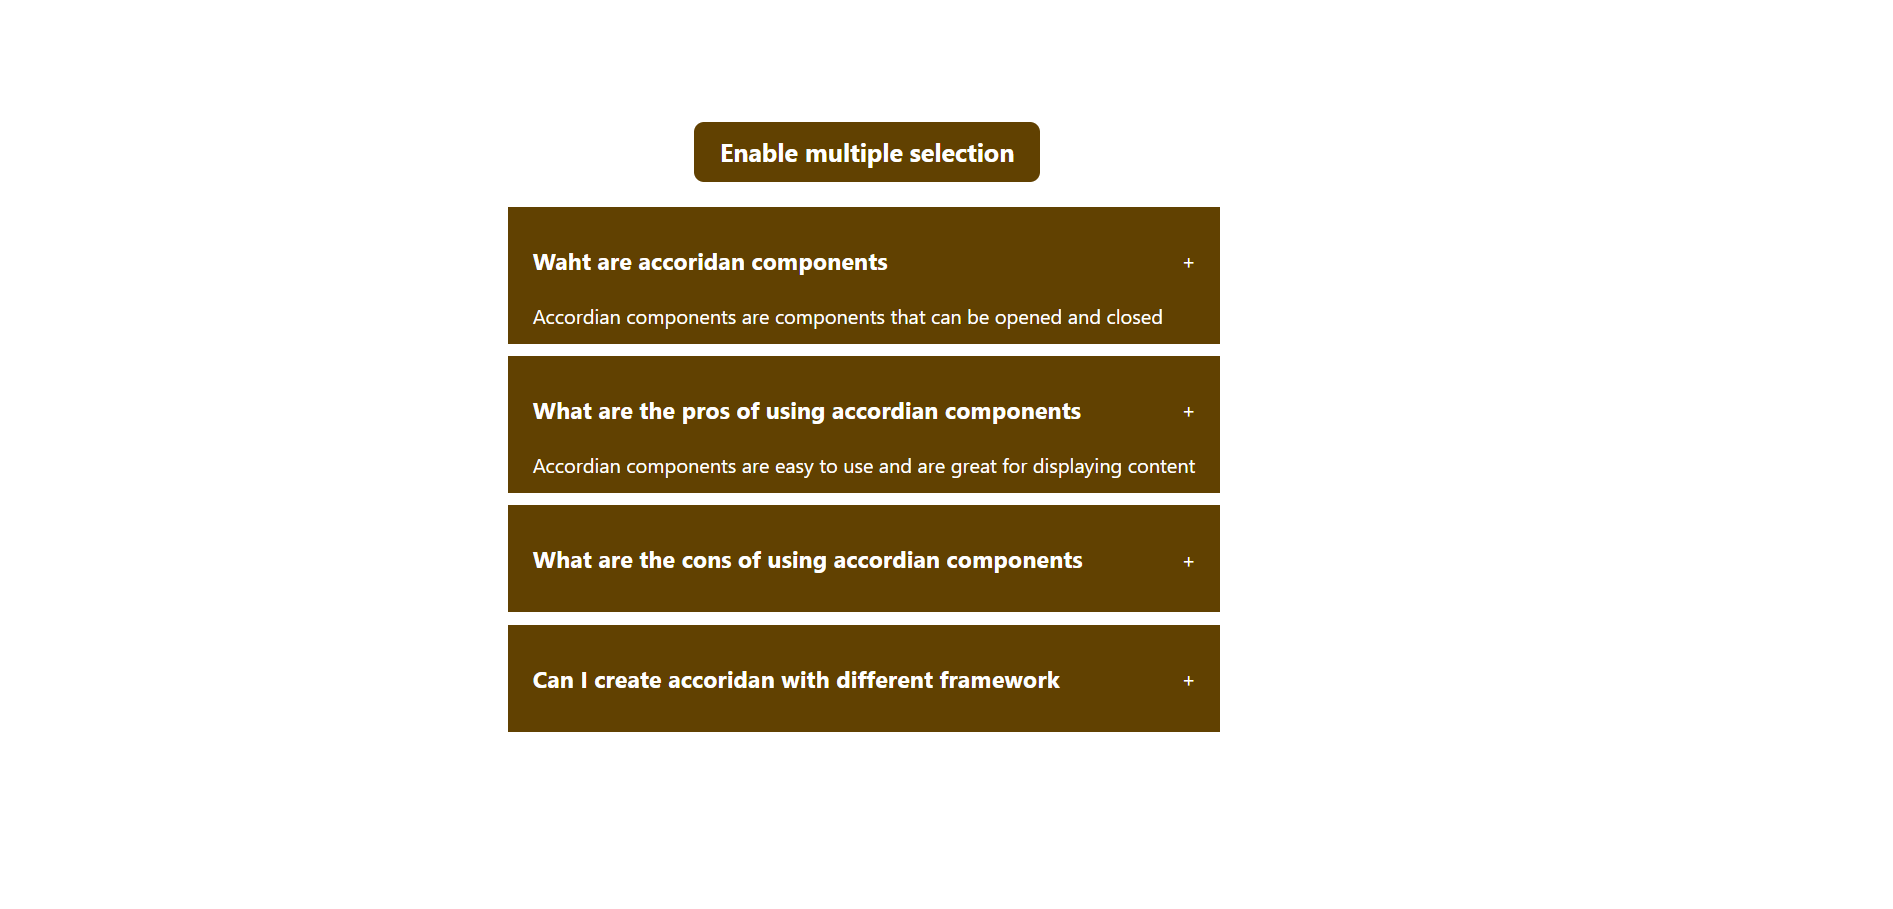 Enable multiple selection
Waht are accoridan components +
Accordian components are components that can be opened and closed
What are the pros of using accordian components +
Accordian components are easy to use and are great for displaying content
What are the cons of using accordian components +
Can I create accoridan with different framework +